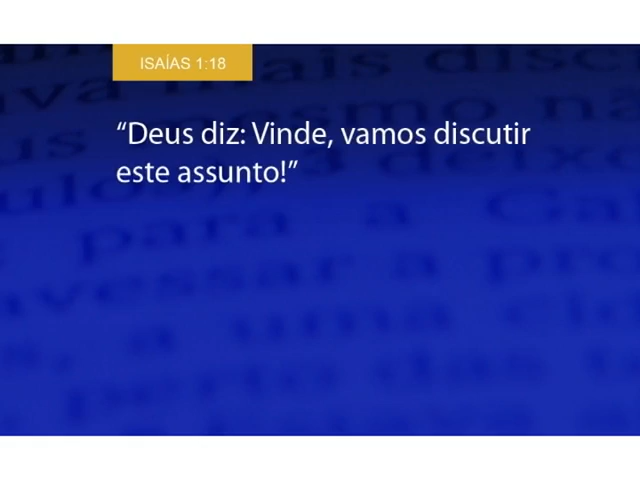 ISAÍAS 1:18
“Deus diz: Vinde, vamos discutir
este assunto!”